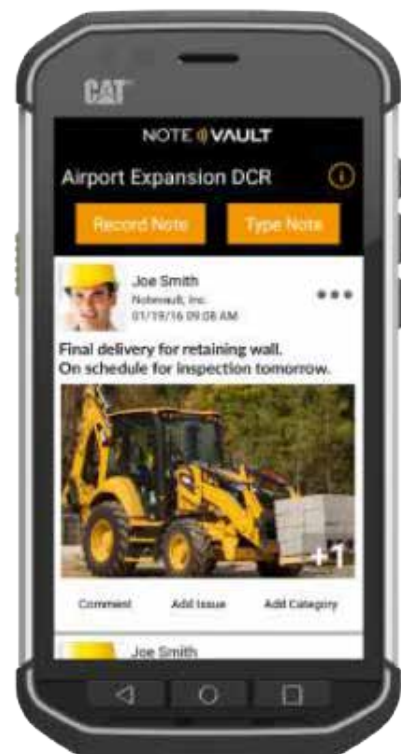 CAT
NOTE VAULT
Airport Expansion DCR
Record Note Type Note
Joe Smith
Notevault, Inc.
01/19/16 09:08 AM
Final delivery for retaining wall.
On schedule for inspection tomorrow.
+1
Comment Add Issue Add Category
Joe Smith